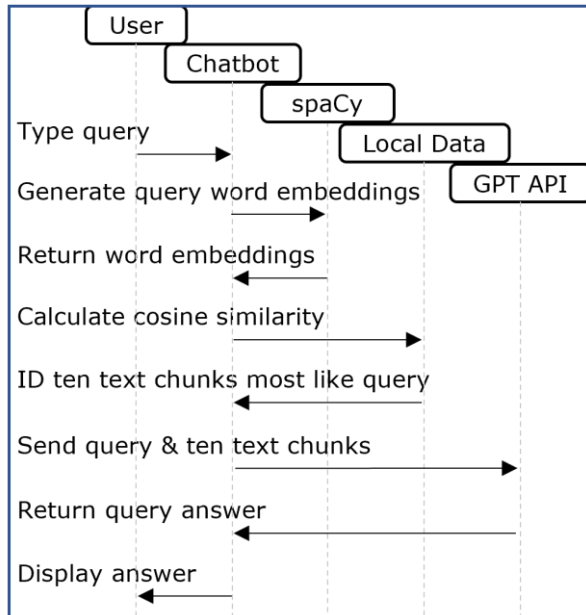 User
Chatbot
spaCy
Type query
Local Data
GPT API
Generate query word embeddings
Return word embeddings
Calculate cosine similarity
ID ten text chunks most like query
Send query & ten text chunks
Return query answer
Display answer